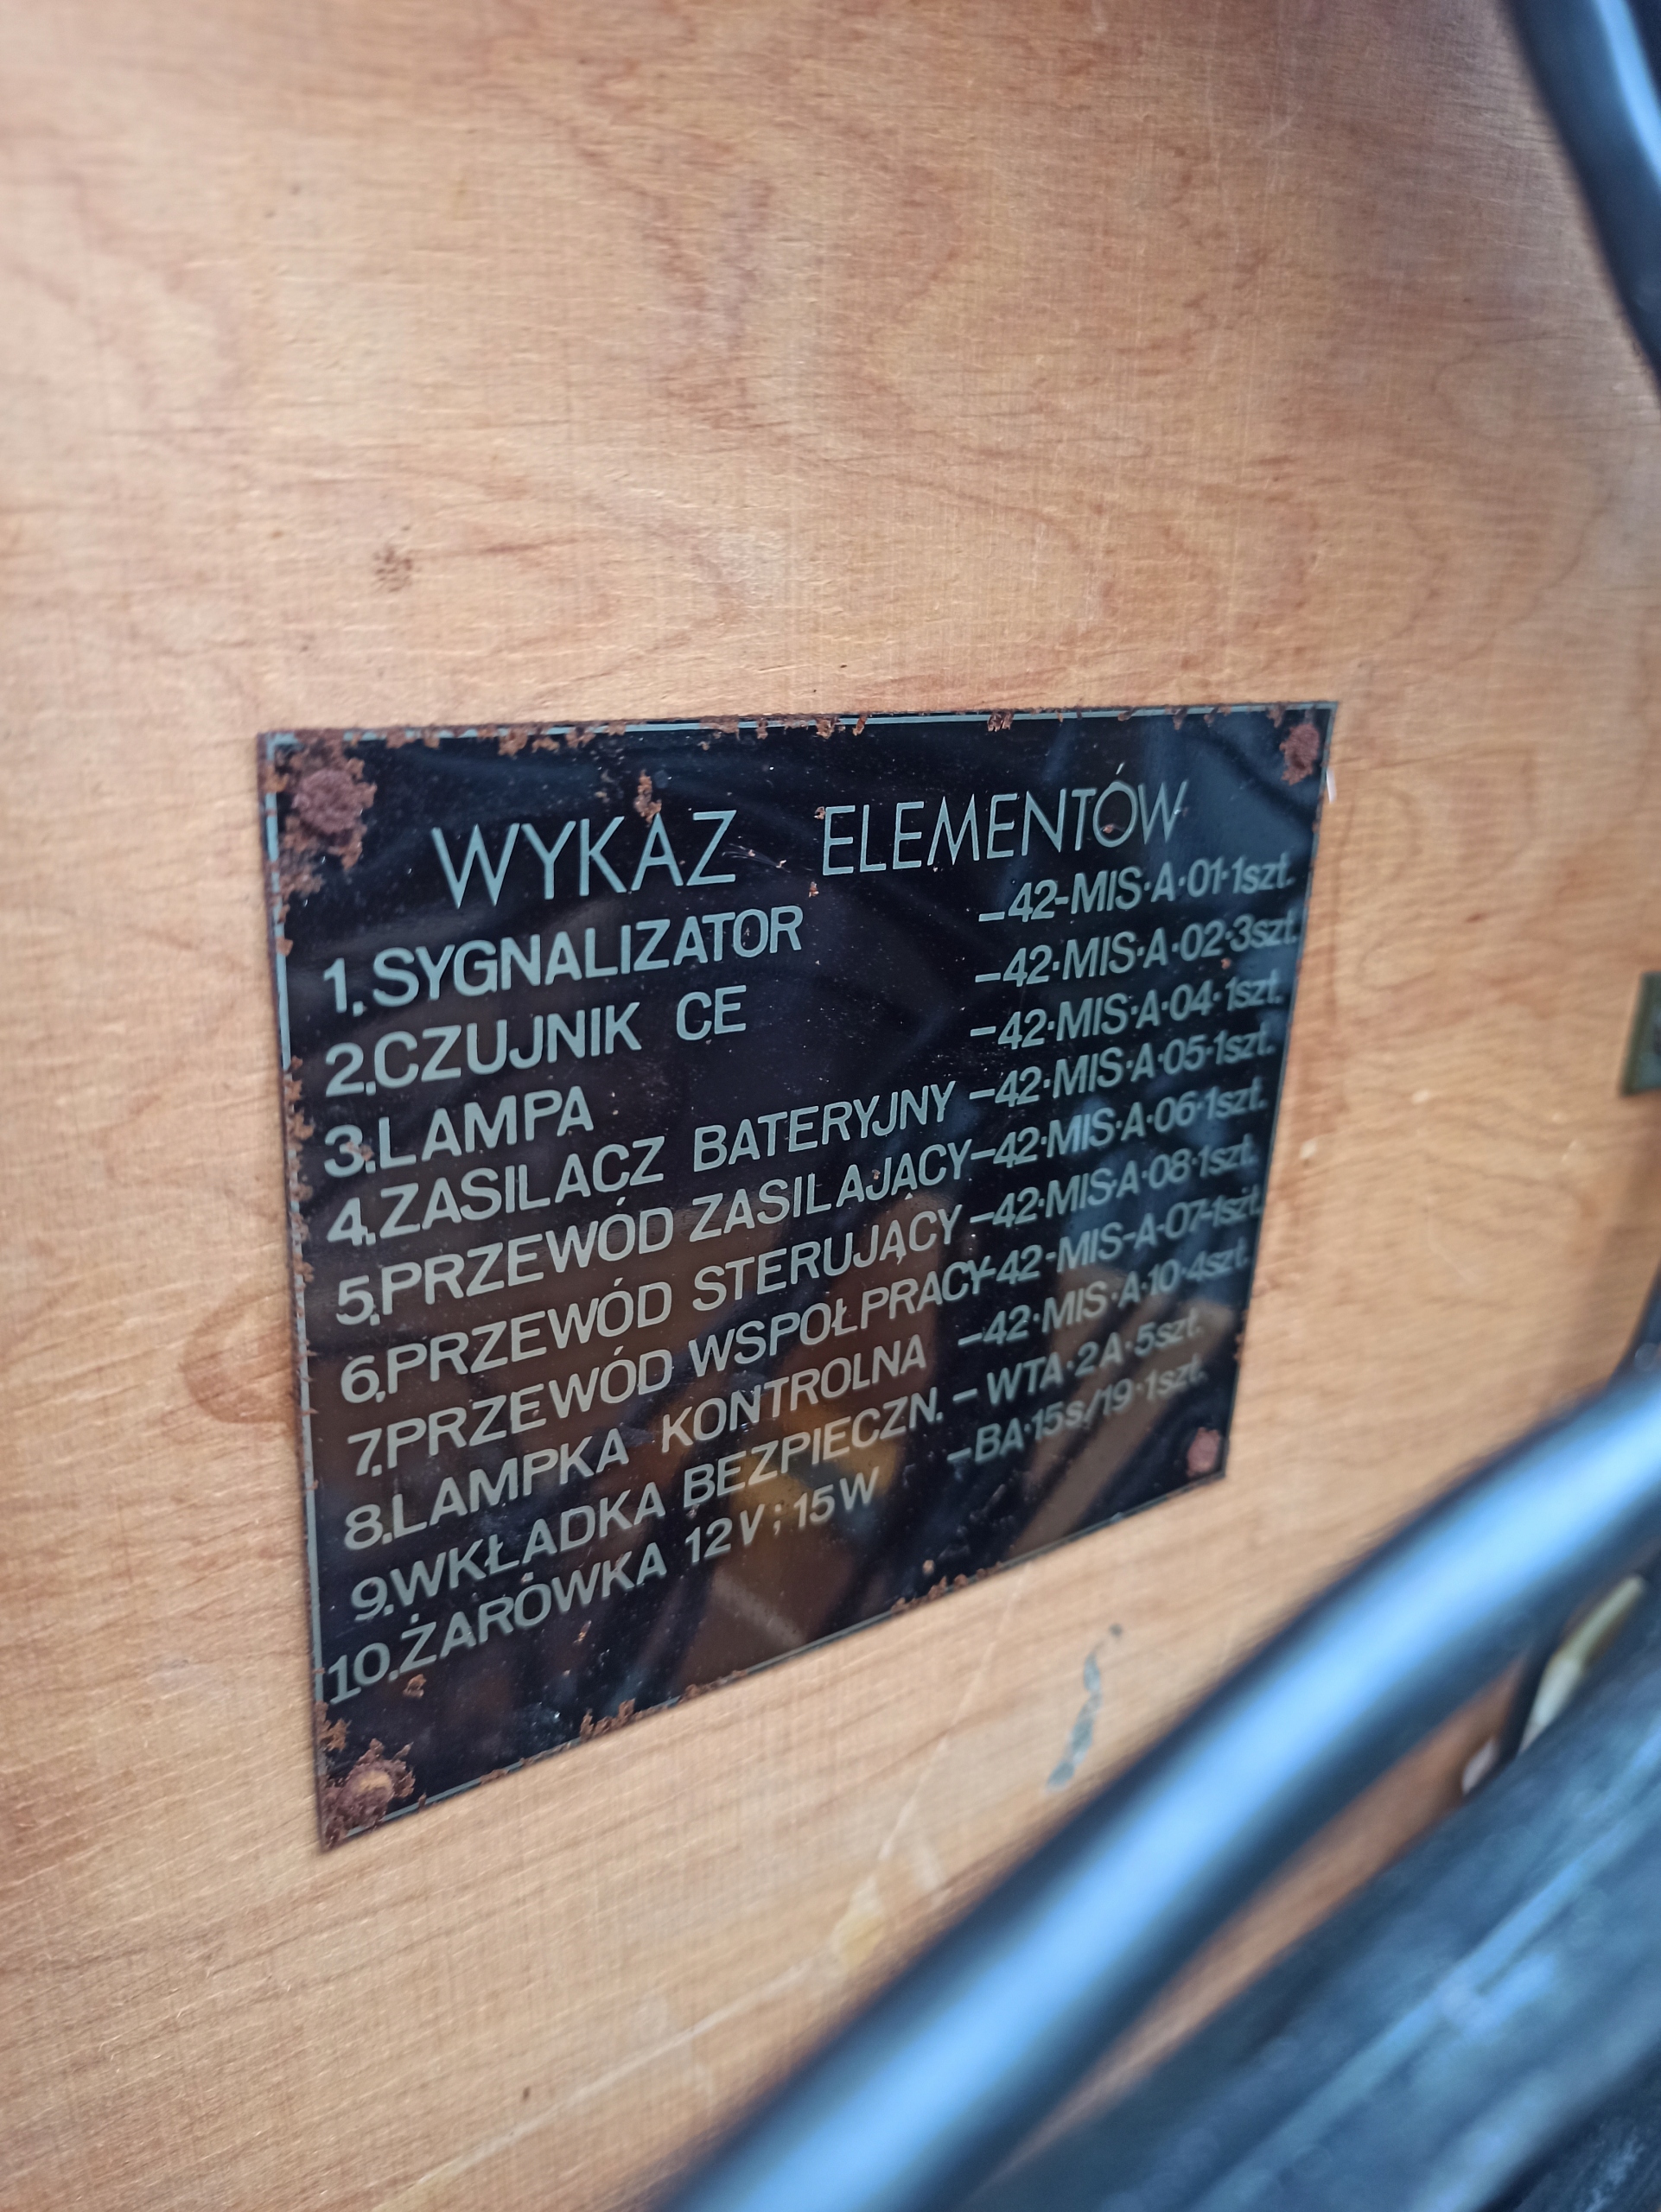 WYKAZ ELEMENTÓW
1.SYGNALIZATOR –42-MIS·A·01·1szt.
2.CZUJNIK CE –42·MIS·A·02·3szt.
3.LAMPA –42·MIS·A·04·1szt.
4.ZASILACZ BATERYJNY –42·MIS·A·05·1szt.
5.PRZEWÓD ZASILAJĄCY–42·MIS·A·06·1szt.
6.PRZEWÓD STERUJĄCY –42·MIS·A·08·1szt.
7.PRZEWÓD WSPOŁPRACY–42-MIS-A-07-1szt.
8.LAMPKA KONTROLNA –42·MIS·A·10·4szt.
9.WKŁADKA BEZPIECZN. – WTA·2A·5szt.
10.ŻARÓWKA 12V; 15W –BA·15s/19·1szt.